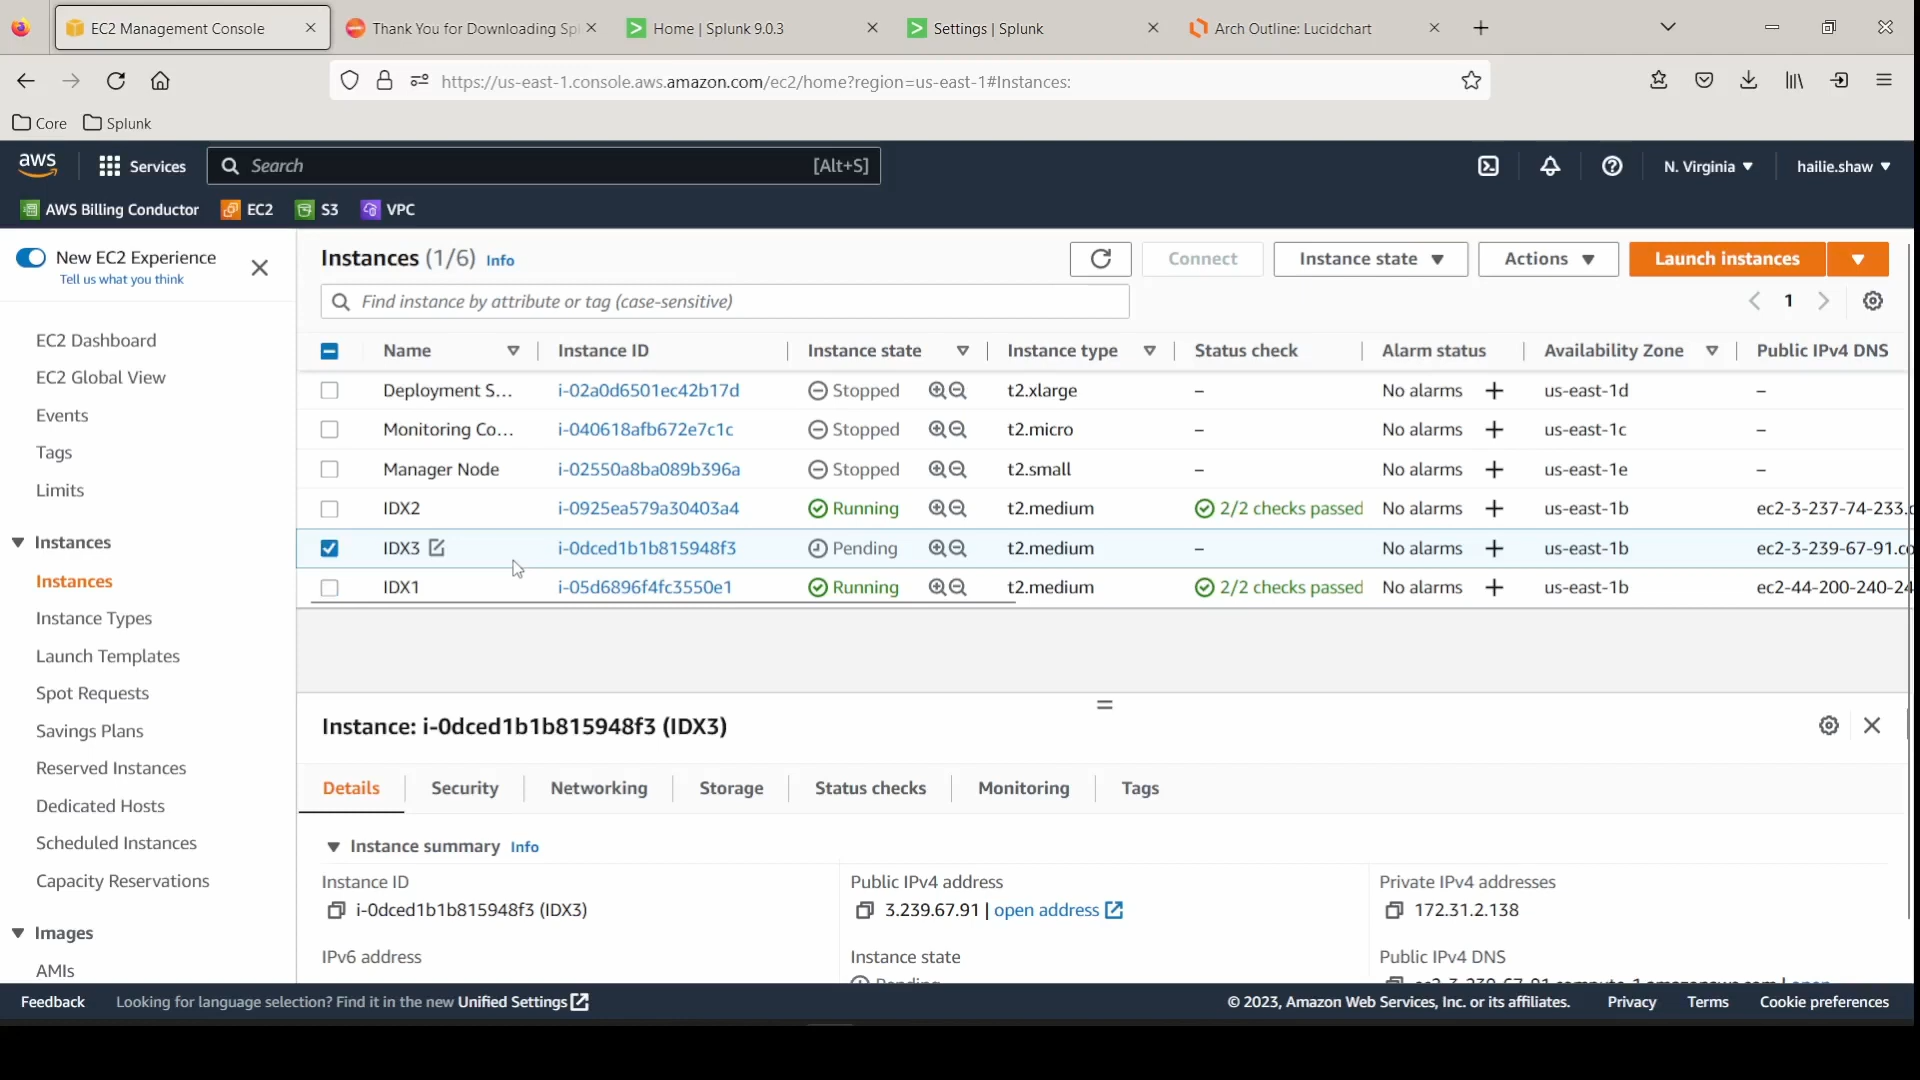 EC2 Management Console
Thank You for Downloading Spl
Home | Splunk 9.0.3
Settings | Splunk
Arch Outline: Lucidchart
https://us-east-1.console.aws.amazon.com/ec2/home?region=us-east-1#Instances:
Core
Splunk
aws
Services
Search
[Alt+S]
N. Virginia
hailie.shaw
AWS Billing Conductor
EC2
S3
VPC
New EC2 Experience
Tell us what you think
EC2 Dashboard
EC2 Global View
Events
Tags
Limits
Instances
Instances
Instance Types
Launch Templates
Spot Requests
Savings Plans
Reserved Instances
Dedicated Hosts
Scheduled Instances
Capacity Reservations
Images
AMIs
Instances (1/6) Info
Connect
Instance state
Actions
Launch instances
Find instance by attribute or tag (case-sensitive)
1
Name Instance ID Instance state Instance type Status check Alarm status Availability Zone Public IPv4 DNS
Deployment S... i-02a0d6501ec42b17d Stopped t2.xlarge – No alarms + us-east-1d –
Monitoring Co... i-040618afb672e7c1c Stopped t2.micro – No alarms + us-east-1c –
Manager Node i-02550a8ba089b396a Stopped t2.small – No alarms + us-east-1e –
IDX2 i-0925ea579a30403a4 Running t2.medium 2/2 checks passed No alarms + us-east-1b ec2-3-237-74-233.c
IDX3 i-0dced1b1b815948f3 Pending t2.medium – No alarms + us-east-1b ec2-3-239-67-91.co
IDX1 i-05d6896f4fc3550e1 Running t2.medium 2/2 checks passed No alarms + us-east-1b ec2-44-200-240-24
Instance: i-0dced1b1b815948f3 (IDX3)
Details
Security
Networking
Storage
Status checks
Monitoring
Tags
Instance summary Info
Instance ID
i-0dced1b1b815948f3 (IDX3)
Public IPv4 address
3.239.67.91 | open address
Private IPv4 addresses
172.31.2.138
IPv6 address
Instance state
Pending
Public IPv4 DNS
ec2-3-239-67-91.compute-1.amazonaws.com | open
Feedback
Looking for language selection? Find it in the new Unified Settings
© 2023, Amazon Web Services, Inc. or its affiliates.
Privacy
Terms
Cookie preferences